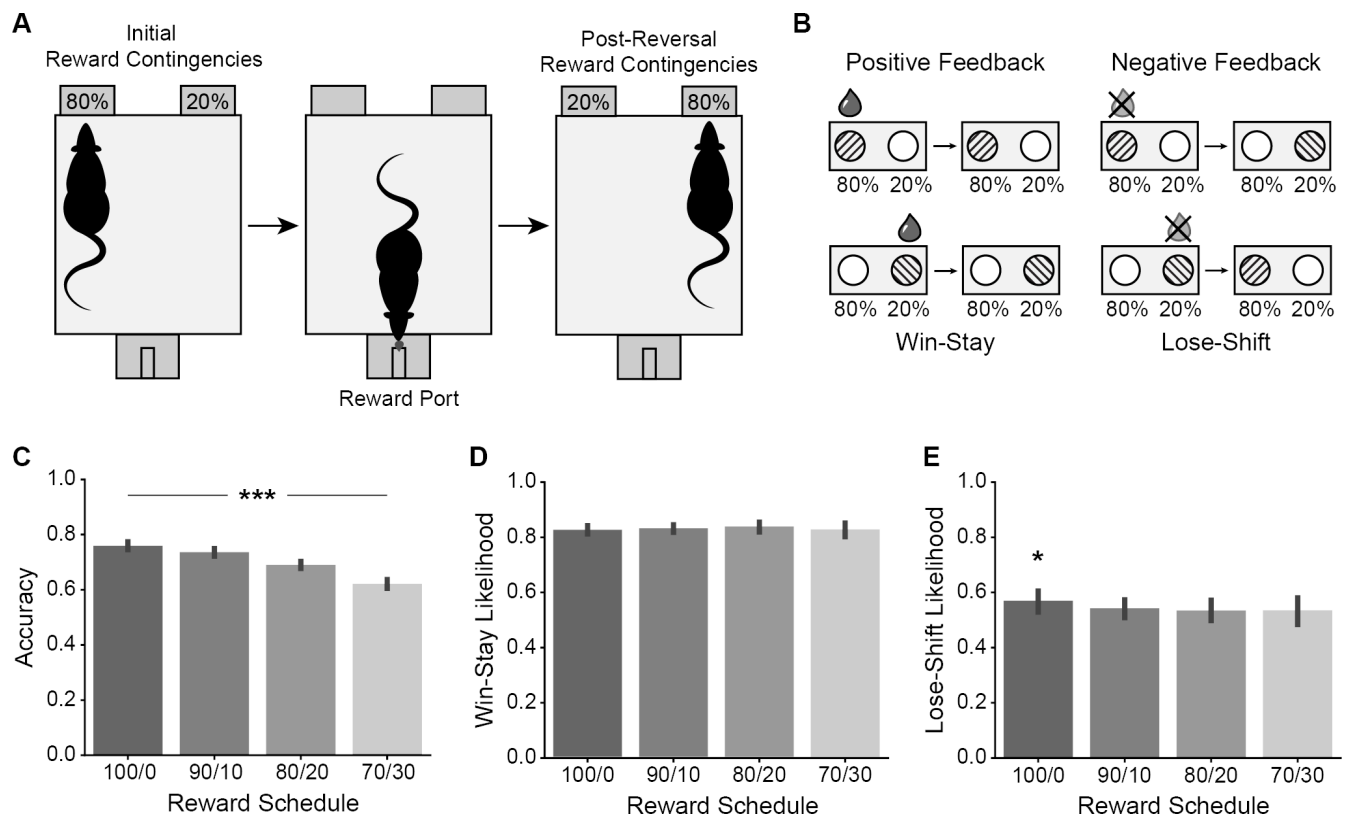 A
Initial
Reward Contingencies
80% 20%
Reward Port
Post-Reversal
Reward Contingencies
20% 80%
B
Positive Feedback
80% 20% 80% 20%
80% 20% 80% 20%
Win-Stay
Negative Feedback
80% 20% 80% 20%
80% 20% 80% 20%
Lose-Shift
C
Accuracy
1.0
0.8
0.6
0.4
0.2
0.0
***
100/0 90/10 80/20 70/30
Reward Schedule
D
Win-Stay Likelihood
1.0
0.8
0.6
0.4
0.2
0.0
100/0 90/10 80/20 70/30
Reward Schedule
E
Lose-Shift Likelihood
1.0
0.8
0.6
0.4
0.2
0.0
*
100/0 90/10 80/20 70/30
Reward Schedule